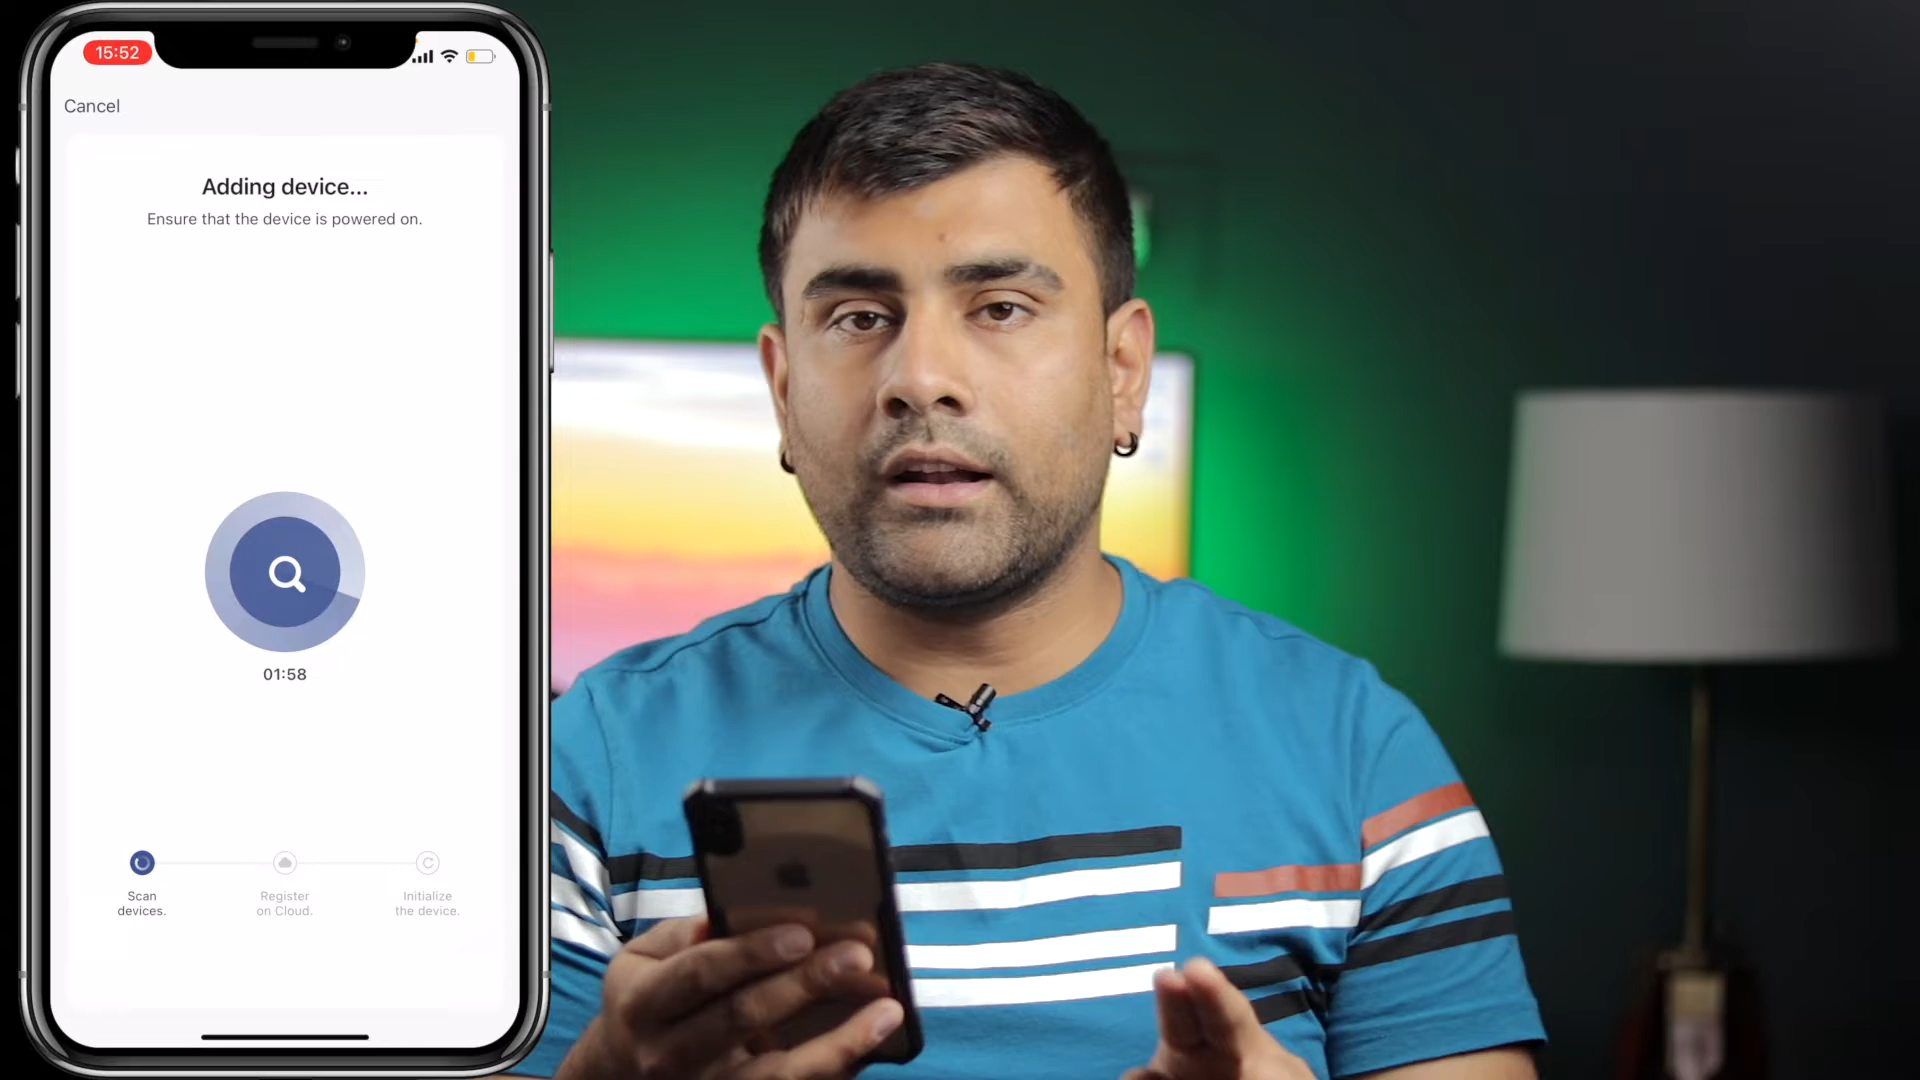 15:52
Cancel
Adding device...
Ensure that the device is powered on.
01:58
Scan
devices.
Register
on Cloud.
Initialize
the device.